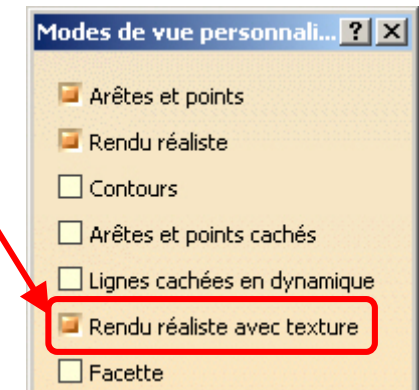 Modes de vue personnali... ? X
Arêtes et points
Rendu réaliste
Contours
Arêtes et points cachés
Lignes cachées en dynamique
Rendu réaliste avec texture
Facette